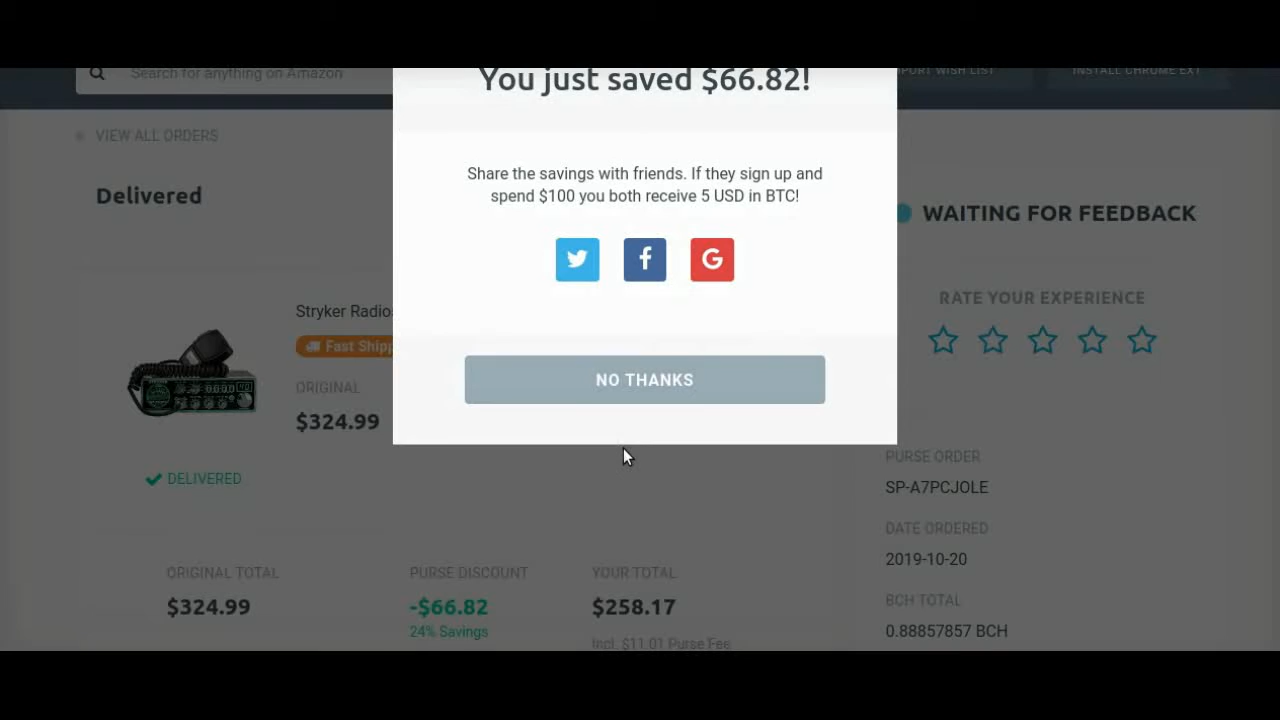 Search for anything on Amazon
INSTALL CHROME EXT
You just saved $66.82!
VIEW ALL ORDERS
Delivered
Share the savings with friends. If they sign up and
spend $100 you both receive 5 USD in BTC!
WAITING FOR FEEDBACK
RATE YOUR EXPERIENCE
Stryker Radio
Fast Shipp
ORIGINAL
$324.99
NO THANKS
DELIVERED
PURSE ORDER
SP-A7PCJOLE
DATE ORDERED
2019-10-20
ORIGINAL TOTAL
$324.99
PURSE DISCOUNT
-$66.82
24% Savings
YOUR TOTAL
$258.17
Incl. $11.01 Purse Fee
BCH TOTAL
0.88857857 BCH